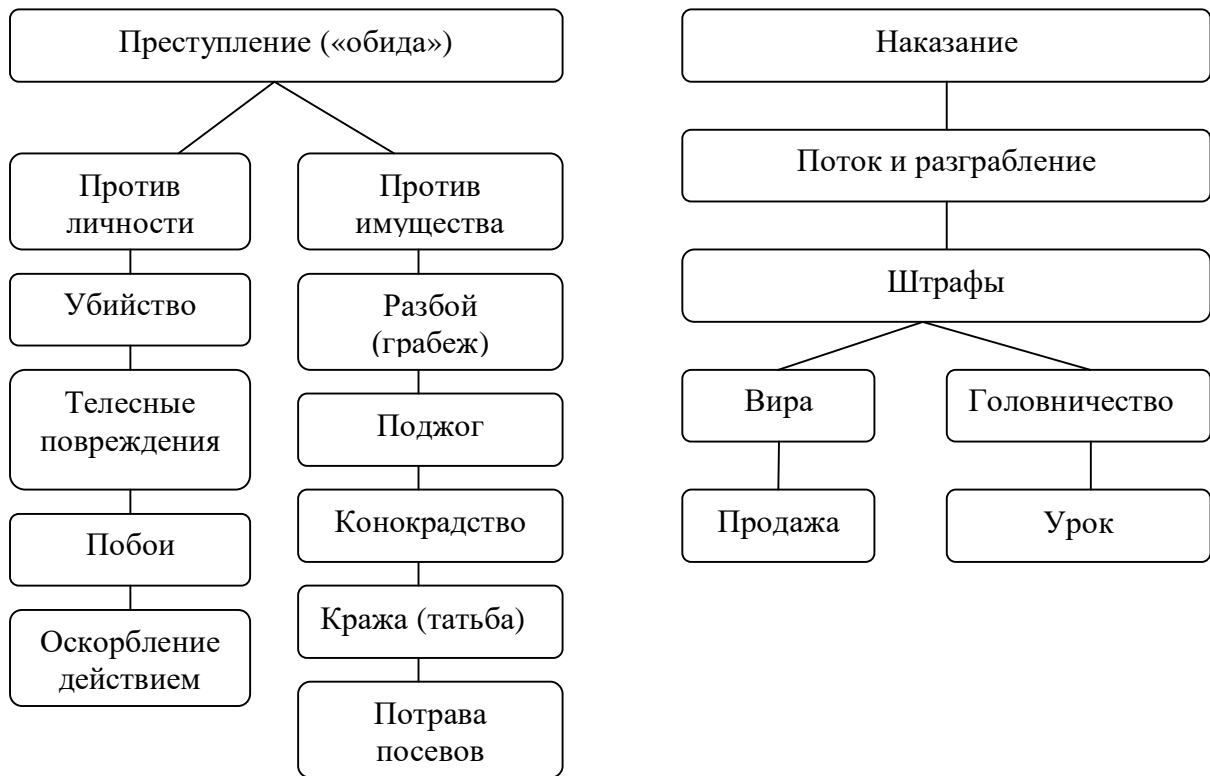 Преступление («обида»)
Против
личности
Убийство
Телесные
повреждения
Побои
Оскорбление
действием
Против
имущества
Разбой
(грабеж)
Поджог
Конокрадство
Кража (татьба)
Потрава
посевов
Наказание
Поток и разграбление
Штрафы
Вира
Продажа
Головничество
Урок